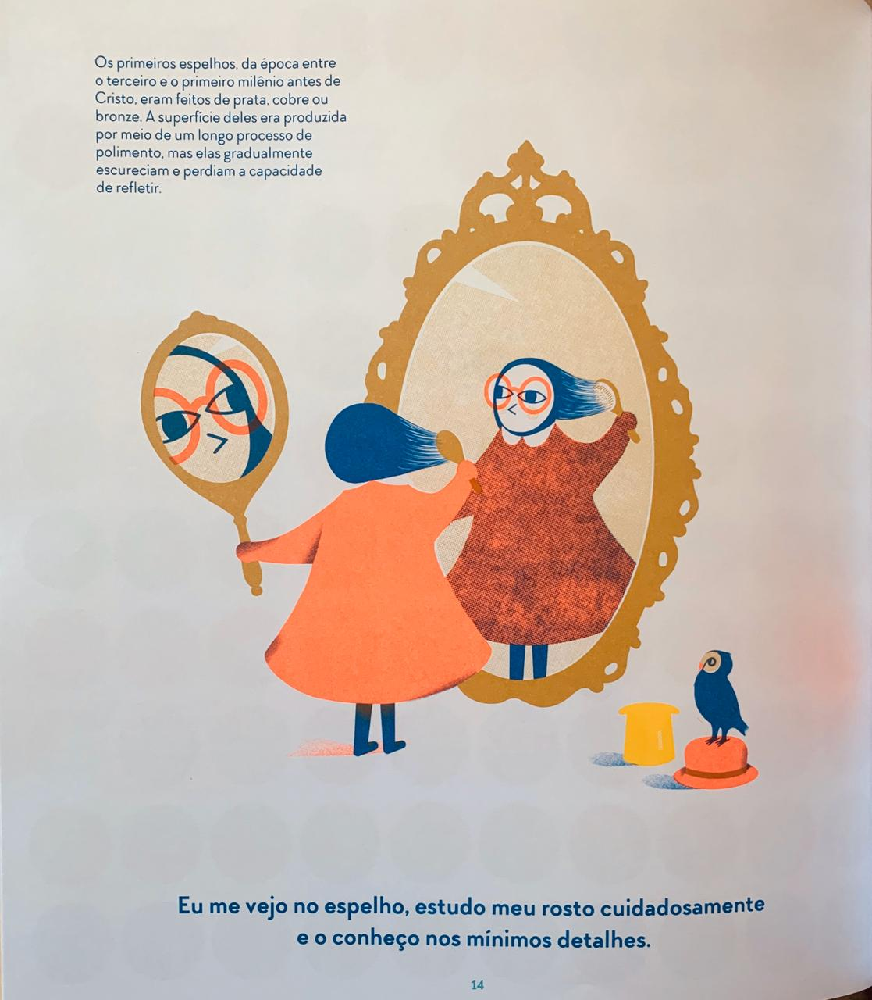 Os primeiros espelhos, da época entre
o terceiro e o primeiro milênio antes de
Cristo, eram feitos de prata, cobre ou
bronze. A superfície deles era produzida
por meio de um longo processo de
polimento, mas elas gradualmente
escureciam e perdiam a capacidade
de refletir.
Eu me vejo no espelho, estudo meu rosto cuidadosamente
e o conheço nos mínimos detalhes.
14